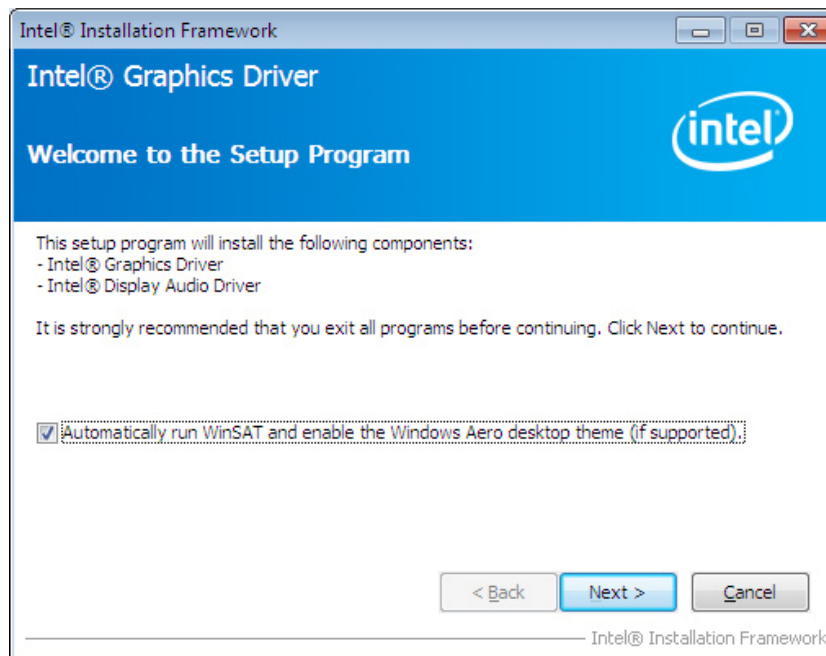 Intel® Installation Framework
Intel® Graphics Driver
Welcome to the Setup Program
intel
This setup program will install the following components:
- Intel® Graphics Driver
- Intel® Display Audio Driver
It is strongly recommended that you exit all programs before continuing. Click Next to continue.
Automatically run WinSAT and enable the Windows Aero desktop theme (if supported).
< Back
Next >
Cancel
Intel® Installation Framework